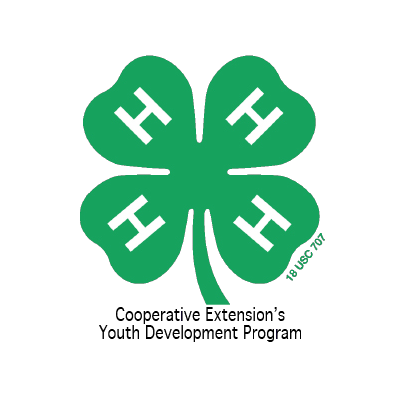 H H
H H
18 USC 707
Cooperative Extension's
Youth Development Program